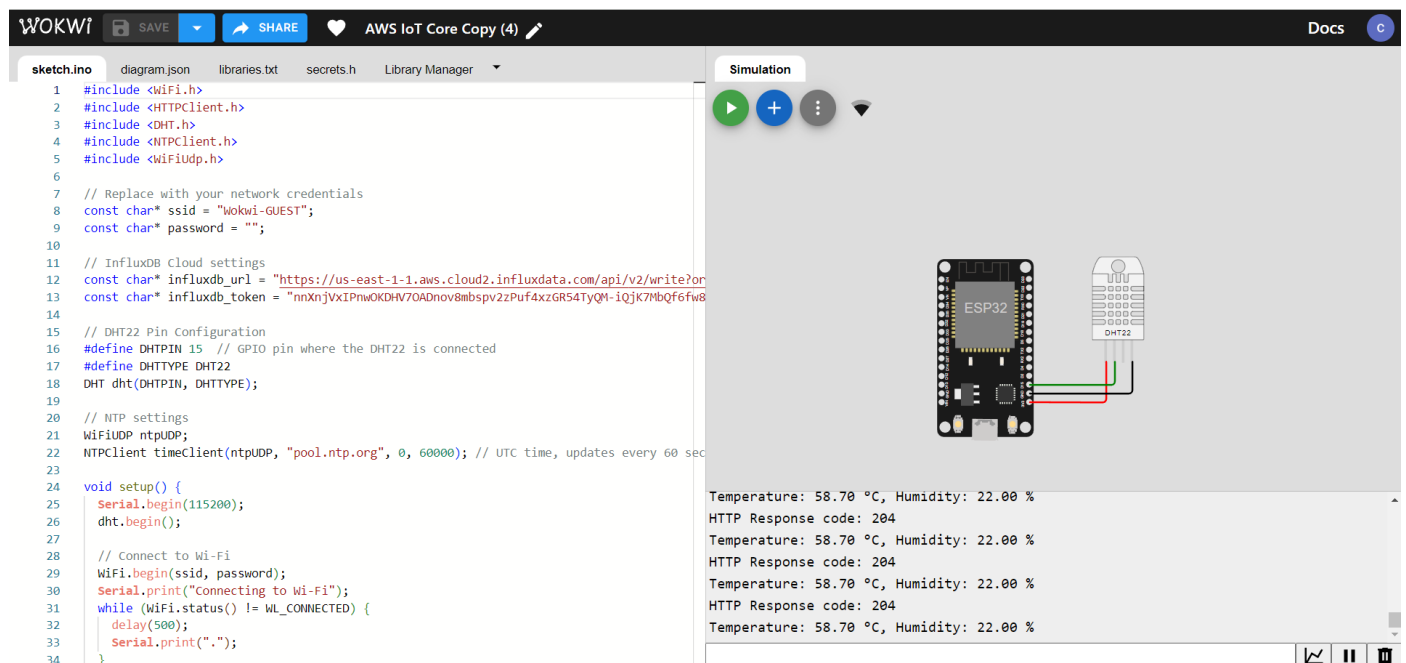 WOKWi SAVE SHARE AWS IoT Core Copy (4) Docs C
sketch.ino diagram.json libraries.txt secrets.h Library Manager
1 #include <WiFi.h>
2 #include <HTTPClient.h>
3 #include <DHT.h>
4 #include <NTPClient.h>
5 #include <WiFiUdp.h>
6
7 // Replace with your network credentials
8 const char* ssid = "Wokwi-GUEST";
9 const char* password = "";
10
11 // InfluxDB Cloud settings
12 const char* influxdb_url = "https://us-east-1-1.aws.cloud2.influxdata.com/api/v2/write?or
13 const char* influxdb_token = "nnXnjVxIPnwOKDHV7OADnov8mbspv2zPuf4xzGR54TyQM-iQjK7MbQf6fw8
14
15 // DHT22 Pin Configuration
16 #define DHTPIN 15 // GPIO pin where the DHT22 is connected
17 #define DHTTYPE DHT22
18 DHT dht(DHTPIN, DHTTYPE);
19
20 // NTP settings
21 WiFiUDP ntpUDP;
22 NTPClient timeClient(ntpUDP, "pool.ntp.org", 0, 60000); // UTC time, updates every 60 sec
23
24 void setup() {
25 Serial.begin(115200);
26 dht.begin();
27
28 // Connect to Wi-Fi
29 WiFi.begin(ssid, password);
30 Serial.print("Connecting to Wi-Fi");
31 while (WiFi.status() != WL_CONNECTED) {
32 delay(500);
33 Serial.print(".");
34 }
Simulation
ESP32
DHT22
Temperature: 58.70 °C, Humidity: 22.00 %
HTTP Response code: 204
Temperature: 58.70 °C, Humidity: 22.00 %
HTTP Response code: 204
Temperature: 58.70 °C, Humidity: 22.00 %
HTTP Response code: 204
Temperature: 58.70 °C, Humidity: 22.00 %